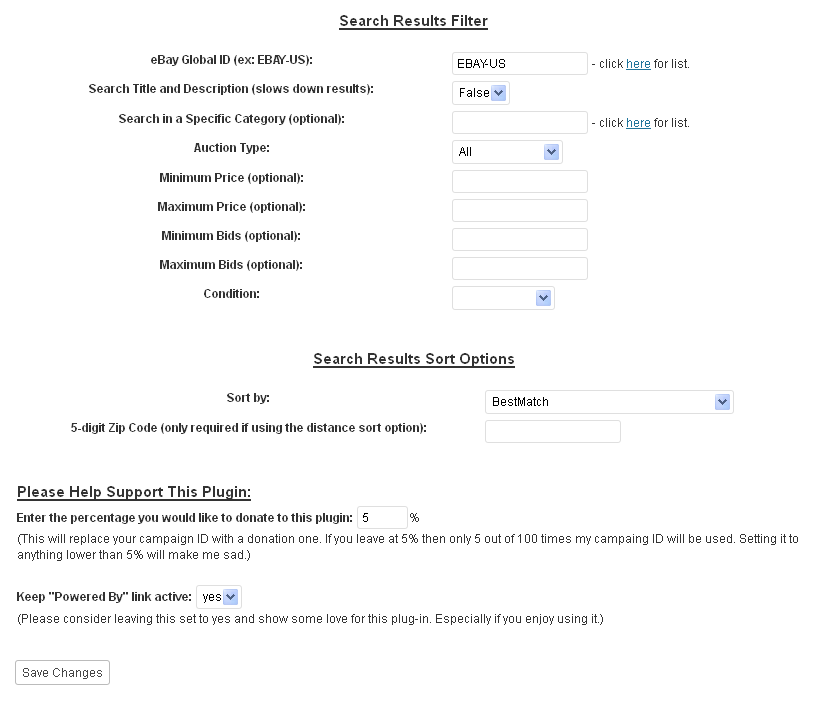 Search Results Filter
eBay Global ID (ex: EBAY-US): EBAY-US - click here for list.
Search Title and Description (slows down results): False
Search in a Specific Category (optional): - click here for list.
Auction Type: All
Minimum Price (optional):
Maximum Price (optional):
Minimum Bids (optional):
Maximum Bids (optional):
Condition:
Search Results Sort Options
Sort by: BestMatch
5-digit Zip Code (only required if using the distance sort option):
Please Help Support This Plugin:
Enter the percentage you would like to donate to this plugin: 5 %
(This will replace your campaign ID with a donation one. If you leave at 5% then only 5 out of 100 times my campaing ID will be used. Setting it to
anything lower than 5% will make me sad.)
Keep "Powered By" link active: yes
(Please consider leaving this set to yes and show some love for this plug-in. Especially if you enjoy using it.)
Save Changes